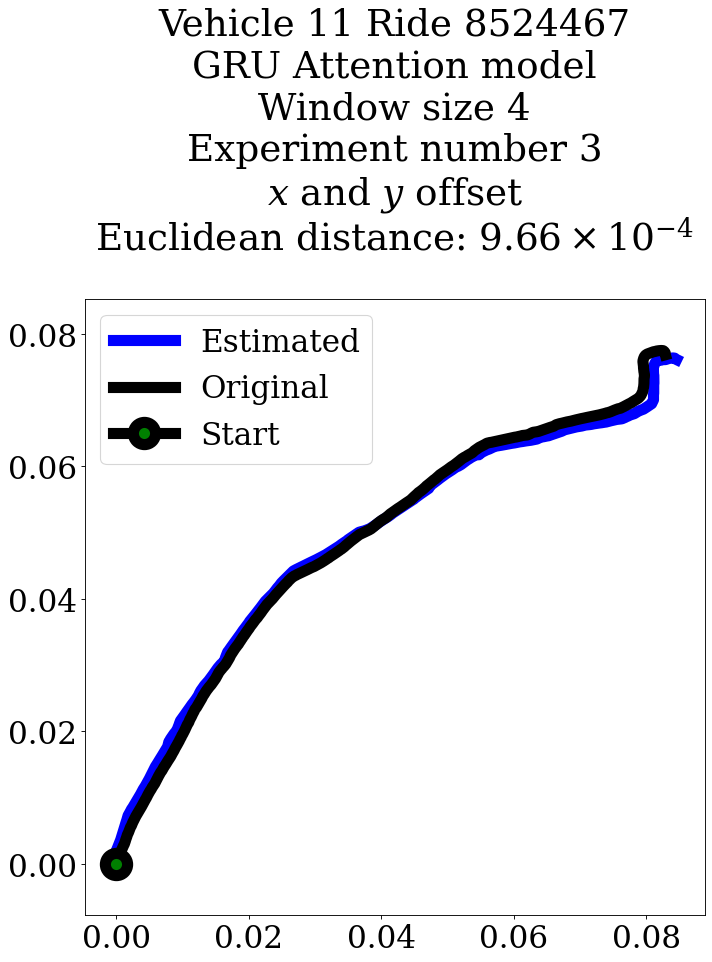 Vehicle 11 Ride 8524467
GRU Attention model
Window size 4
Experiment number 3
x and y offset
Euclidean distance: 9.66 × 10⁻⁴
Estimated
Original
Start
0.08
0.06
0.04
0.02
0.00
0.00 0.02 0.04 0.06 0.08